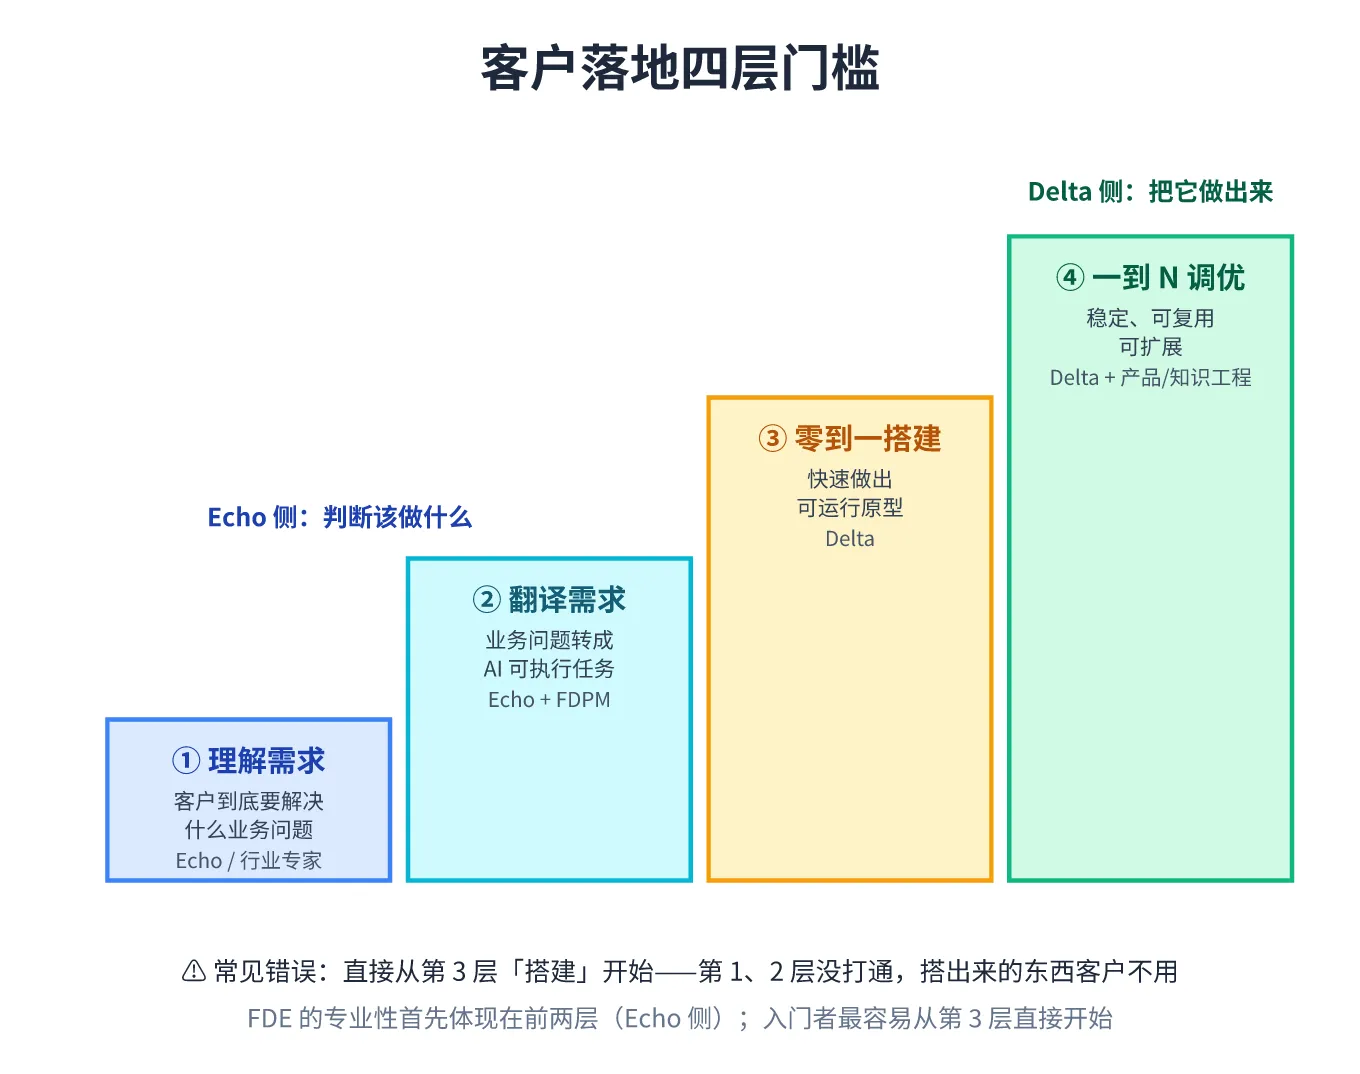 客户落地四层门槛
Delta 侧：把它做出来
④ 一到 N 调优
稳定、可复用
可扩展
Delta + 产品/知识工程
③ 零到一搭建
快速做出
可运行原型
Delta
Echo 侧：判断该做什么
② 翻译需求
业务问题转成
AI 可执行任务
Echo + FDPM
① 理解需求
客户到底要解决
什么业务问题
Echo / 行业专家
⚠ 常见错误：直接从第 3 层「搭建」开始——第 1、2 层没打通，搭出来的东西客户不用
FDE 的专业性首先体现在前两层（Echo 侧）；入门者最容易从第 3 层直接开始